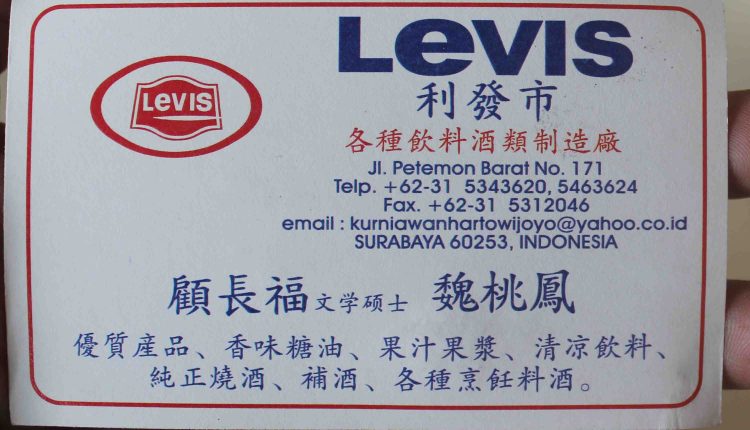 LeVIS
LeVIS
利發市
各種飲料酒類制造廠
Jl. Petemon Barat No. 171
Telp. +62-31 5343620, 5463624
Fax. +62-31 5312046
email : kurniawanhartowijoyo@yahoo.co.id
SURABAYA 60253, INDONESIA
顧長福 文学硕士 魏桃鳳
優質産品、香味糖油、果汁果漿、清凉飲料、
純正燒酒、補酒、各種烹飪料酒。